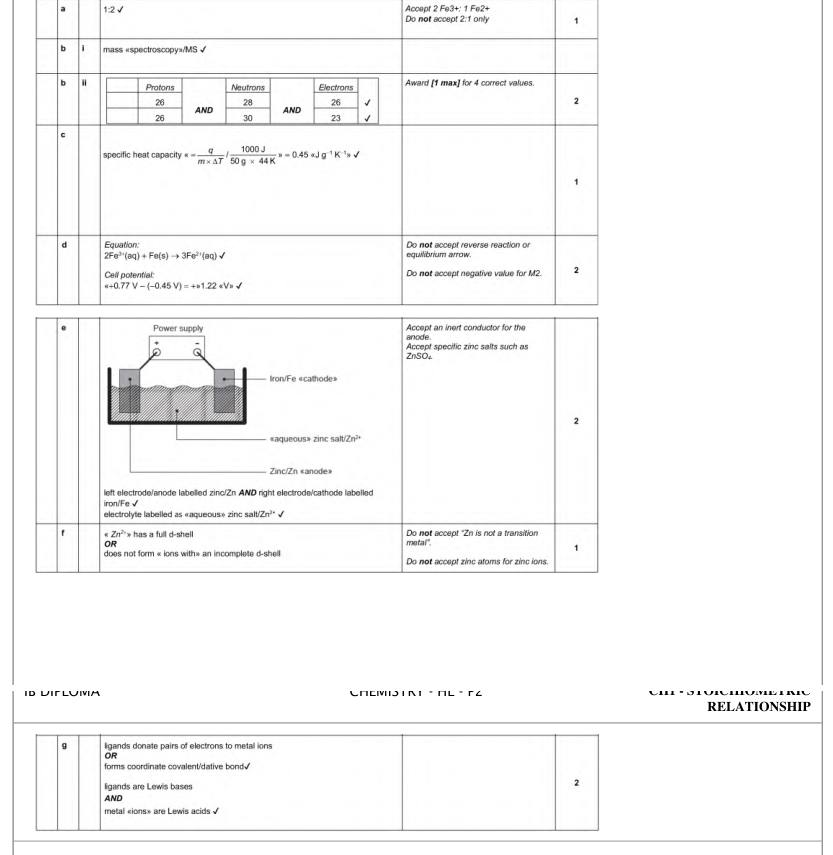 a 1:2 ✓ Accept 2 Fe3+: 1 Fe2+
Do not accept 2:1 only
1
b i mass «spectroscopy»/MS ✓
b ii Protons Neutrons Electrons Award [1 max] for 4 correct values.
26 AND 28 AND 26 ✓
26 30 23 ✓
2
c
specific heat capacity « = q / m × ΔT / 1000 J / 50 g × 44 K » = 0.45 «J g⁻¹ K⁻¹» ✓
1
d Equation: Do not accept reverse reaction or
2Fe³⁺(aq) + Fe(s) → 3Fe²⁺(aq) ✓ equilibrium arrow.
Cell potential: Do not accept negative value for M2.
«+0.77 V – (–0.45 V) = +»1.22 «V» ✓
2
e Power supply Accept an inert conductor for the
anode.
Accept specific zinc salts such as
ZnSO₄.
+ -
Iron/Fe «cathode»
2
«aqueous» zinc salt/Zn²⁺
Zinc/Zn «anode»
left electrode/anode labelled zinc/Zn AND right electrode/cathode labelled
iron/Fe ✓
electrolyte labelled as «aqueous» zinc salt/Zn²⁺ ✓
f « Zn²⁺» has a full d-shell Do not accept "Zn is not a transition
OR metal".
does not form « ions with» an incomplete d-shell
1
Do not accept zinc atoms for zinc ions.
IB DIPLOMA CHEMISTRY - HL - P2 CH1 - STOICHIOMETRIC
RELATIONSHIP
g ligands donate pairs of electrons to metal ions
OR
forms coordinate covalent/dative bond✓
ligands are Lewis bases
2
AND
metal «ions» are Lewis acids ✓